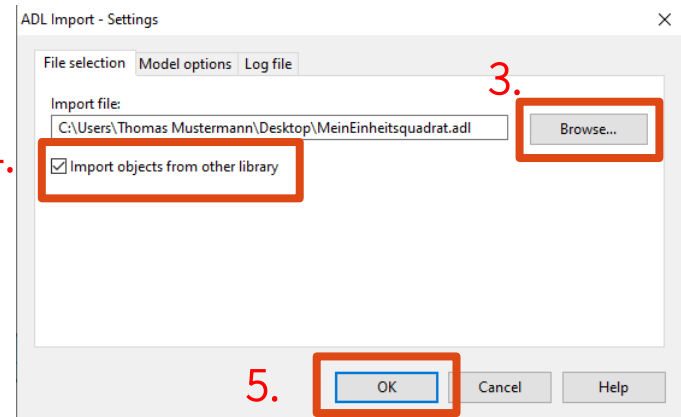 ADL Import - Settings
File selection Model options Log file
3.
Import file:
C:\Users\Thomas Mustermann\Desktop\MeinEinheitsquadrat.adl Browse...
Import objects from other library
5. OK Cancel Help